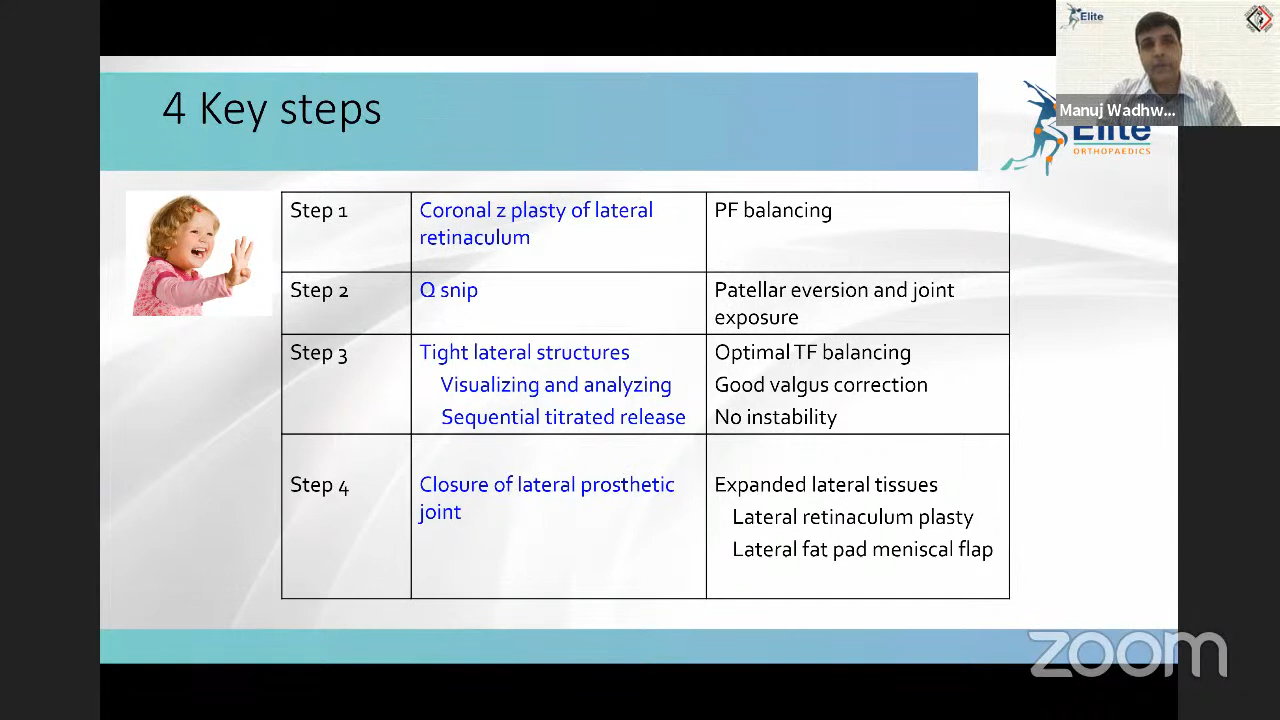 Elite
Manuj Wadhw...
Elite
ORTHOPAEDICS
4 Key steps
Step 1
Coronal z plasty of lateral
retinaculum
PF balancing
Step 2
Q snip
Patellar eversion and joint
exposure
Step 3
Tight lateral structures
Visualizing and analyzing
Sequential titrated release
Optimal TF balancing
Good valgus correction
No instability
Step 4
Closure of lateral prosthetic
joint
Expanded lateral tissues
Lateral retinaculum plasty
Lateral fat pad meniscal flap
zoom